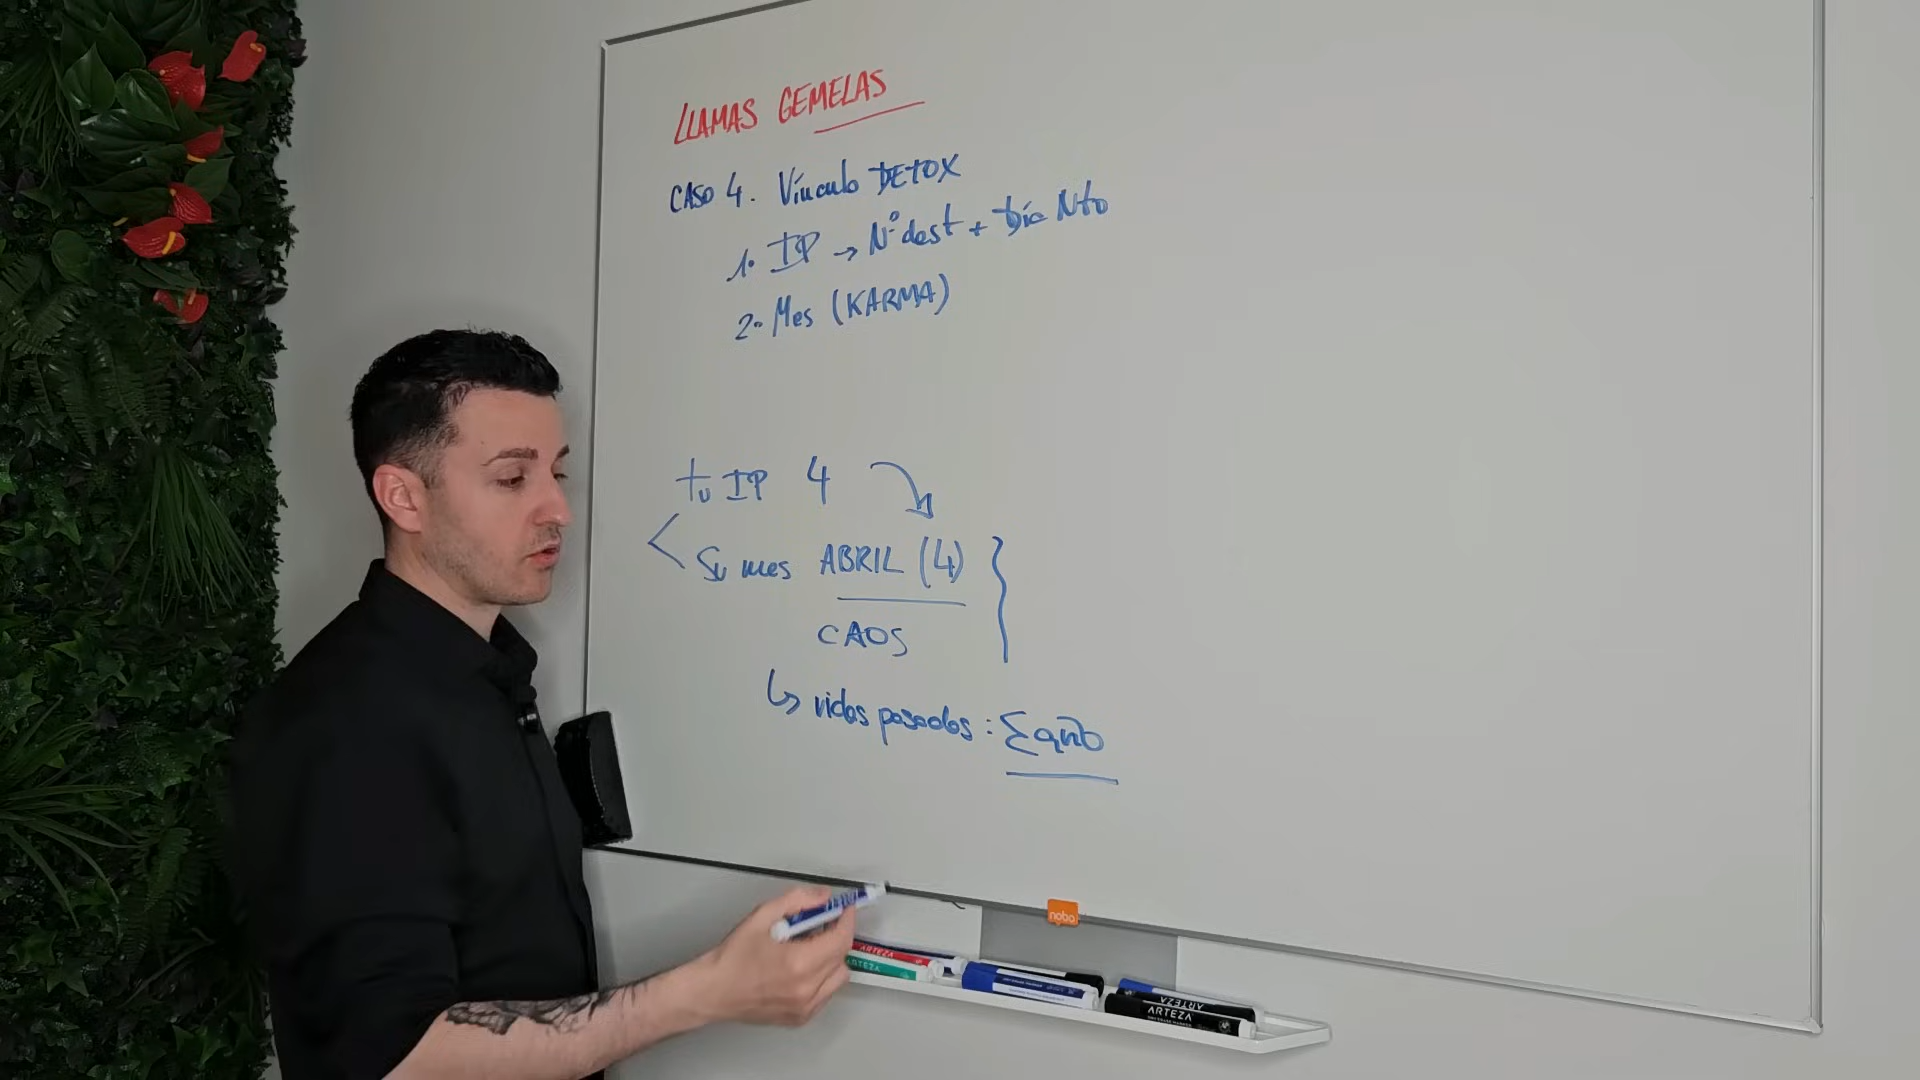 LLAMAS GEMELAS
CASO 4. Vínculo DETOX
1. IP → Nº dest + Día Nto
2. Mes (KARMA)
tu IP 4
Su mes ABRIL (4)
CAOS
↳ vidas pasadas: Σ año
nobo
ARTEZA
ARTEZA
ARTEZA
ARTEZA